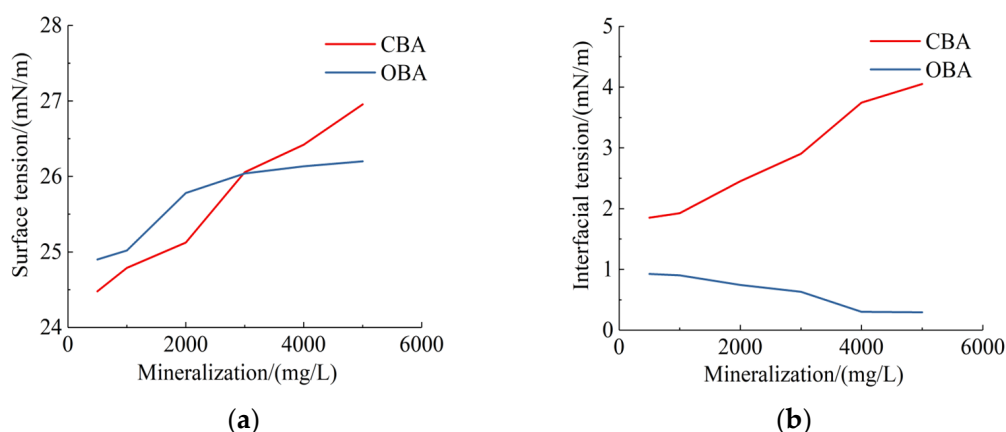 Surface tension/(mN/m)
28
27
26
25
24
CBA
OBA
0
2000
4000
6000
Mineralization/(mg/L)
(a)
Interfacial tension/(mN/m)
5
4
3
2
1
0
CBA
OBA
0
2000
4000
6000
Mineralization/(mg/L)
(b)